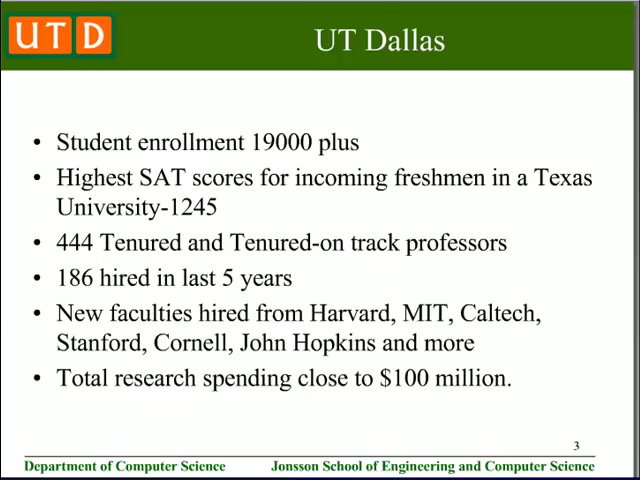 UTD
UT Dallas
• Student enrollment 19000 plus
• Highest SAT scores for incoming freshmen in a Texas
University-1245
• 444 Tenured and Tenured-on track professors
• 186 hired in last 5 years
• New faculties hired from Harvard, MIT, Caltech,
Stanford, Cornell, John Hopkins and more
• Total research spending close to $100 million.
3
Department of Computer Science
Jonsson School of Engineering and Computer Science